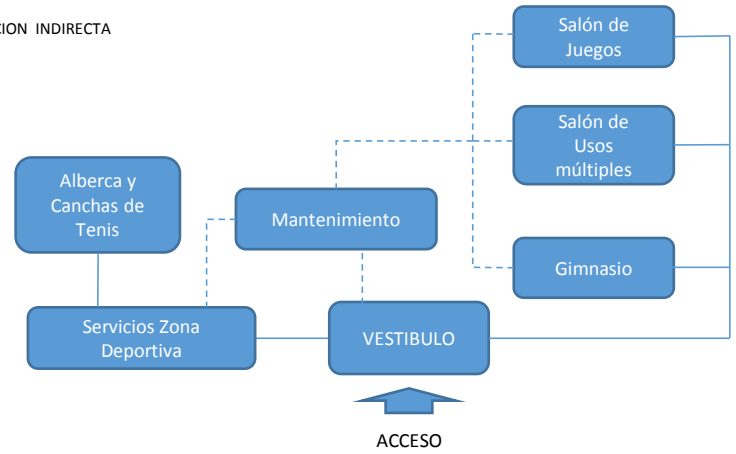 INDIRECTA
Salón de
Juegos
Salón de
Usos
múltiples
Alberca y
Canchas de
Tenis
Mantenimiento
Gimnasio
Servicios Zona
Deportiva
VESTIBULO
ACCESO